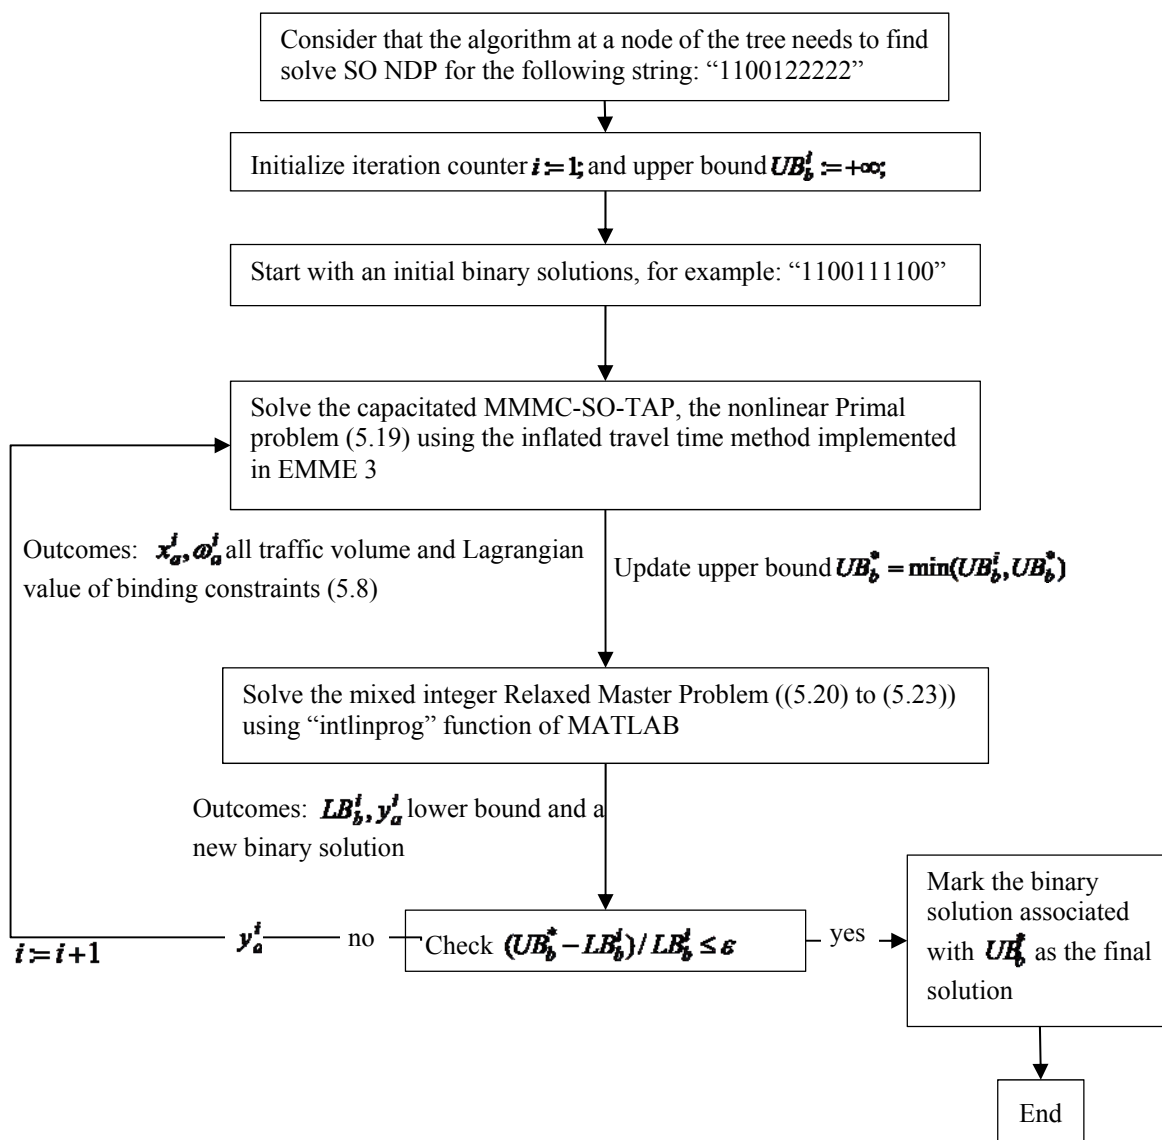 Consider that the algorithm at a node of the tree needs to find
solve SO NDP for the following string: “1100122222”
Initialize iteration counter i := 1; and upper bound UB_b^i := +∞;
Start with an initial binary solutions, for example: “1100111100”
Solve the capacitated MMMC-SO-TAP, the nonlinear Primal
problem (5.19) using the inflated travel time method implemented
in EMME 3
Outcomes: x_a^i, ω_a^i all traffic volume and Lagrangian
value of binding constraints (5.8)
Update upper bound UB_b^* = min(UB_b^i, UB_b^*)
Solve the mixed integer Relaxed Master Problem ((5.20) to (5.23))
using “intlinprog” function of MATLAB
Outcomes: LB_b^i, y_a^i lower bound and a
new binary solution
Check (UB_b^* − LB_b^i) / LB_b^i ≤ ε
no
y_a^i
i := i + 1
yes
Mark the binary
solution associated
with UB_b^* as the final
solution
End